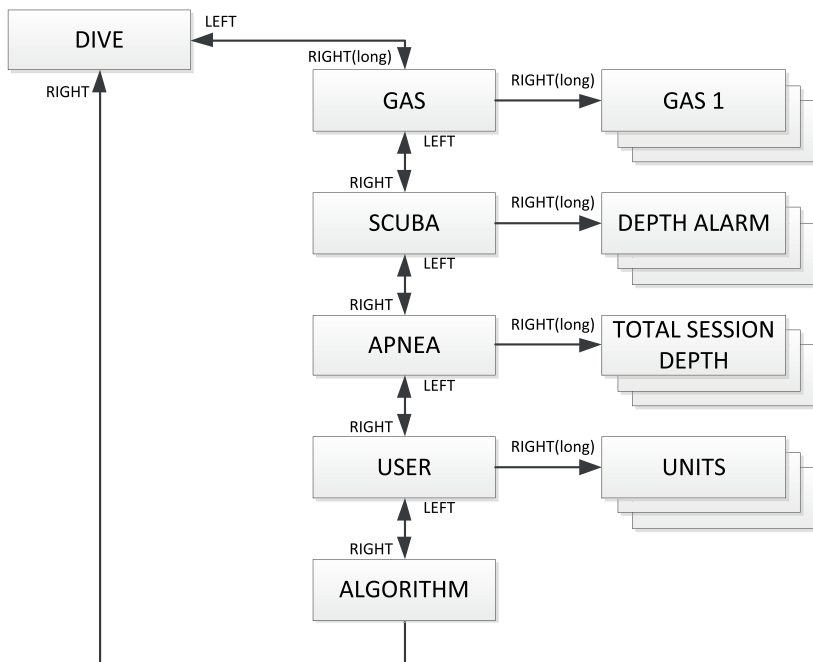 DIVE
LEFT
RIGHT(long)
RIGHT
GAS
RIGHT(long)
GAS 1
LEFT
RIGHT
SCUBA
RIGHT(long)
DEPTH ALARM
LEFT
RIGHT
APNEA
RIGHT(long)
TOTAL SESSION
DEPTH
LEFT
RIGHT
USER
RIGHT(long)
UNITS
LEFT
RIGHT
ALGORITHM